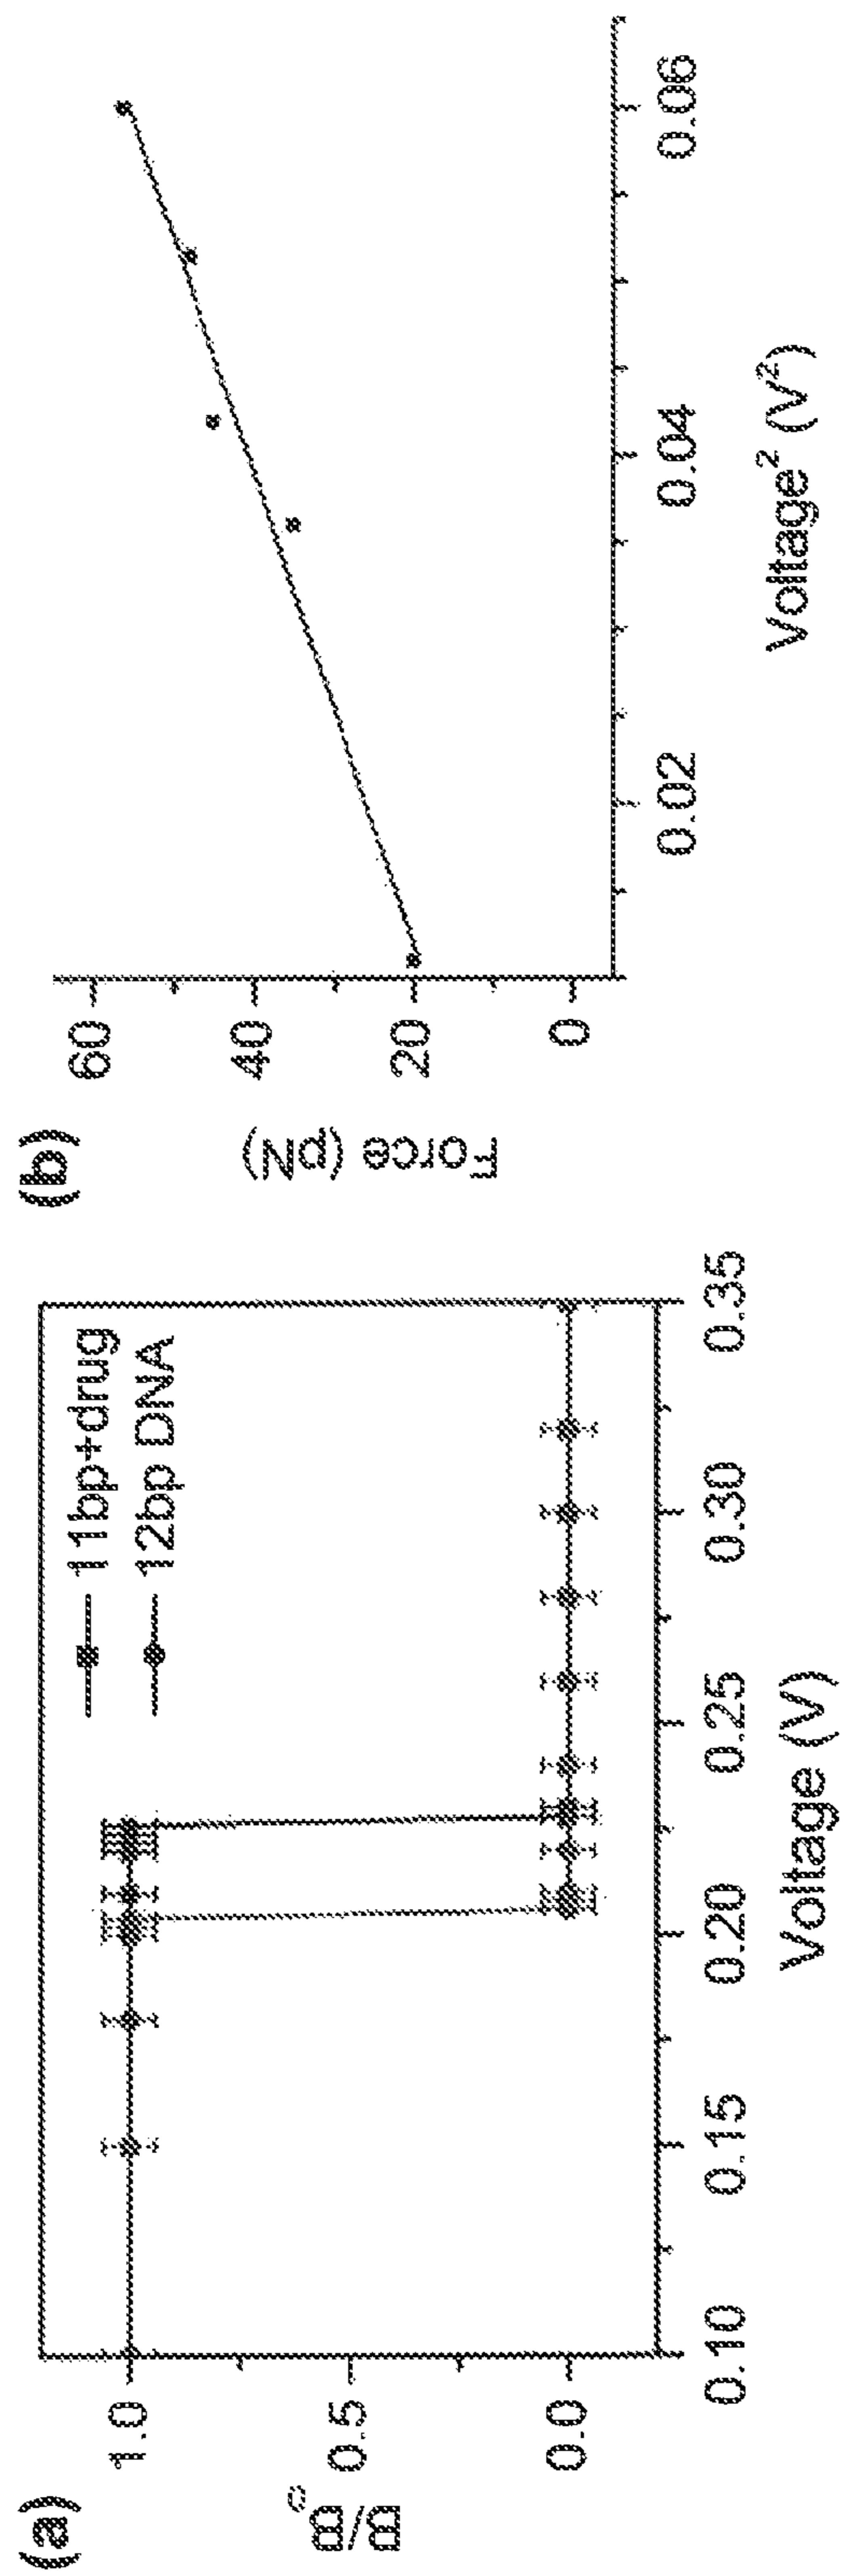 (a)
B/B₀
1.0
0.5
0.0
11bp+drug
12bp DNA
0.10 0.15 0.20 0.25 0.30 0.35
Voltage (V)
(b)
Force (pN)
60
40
20
0
0.02 0.04 0.06
Voltage² (V²)